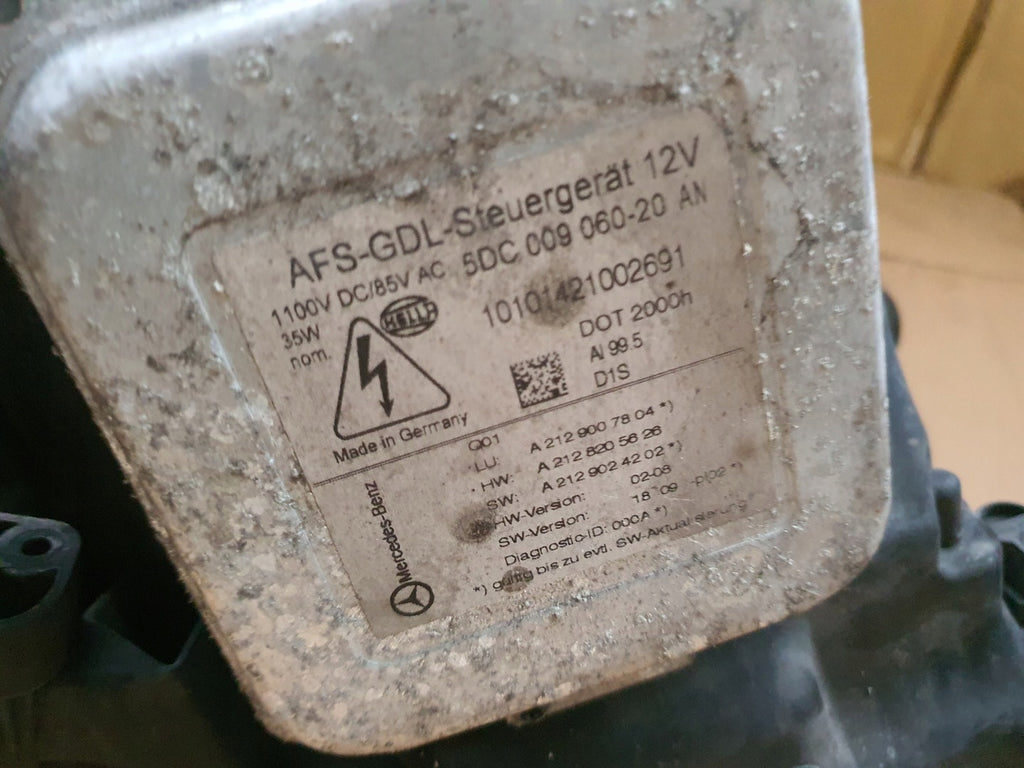 AFS-GDL-Steuergerät 12V
1100V DC/85V AC 5DC 009 060-20 AN
35W
nom.
HELLA
10101421002691
DOT 2000h
Al 99.5
D1S
Made in Germany
Q01
LU: A 212 900 78 04 *)
HW: A 212 820 56 26
SW: A 212 902 42 02 *)
HW-Version: D2-08
SW-Version: 18 09
Diagnostic-ID: 000A *)
*) gültig bis zu evtl. SW-Aktualisierung
Mercedes-Benz